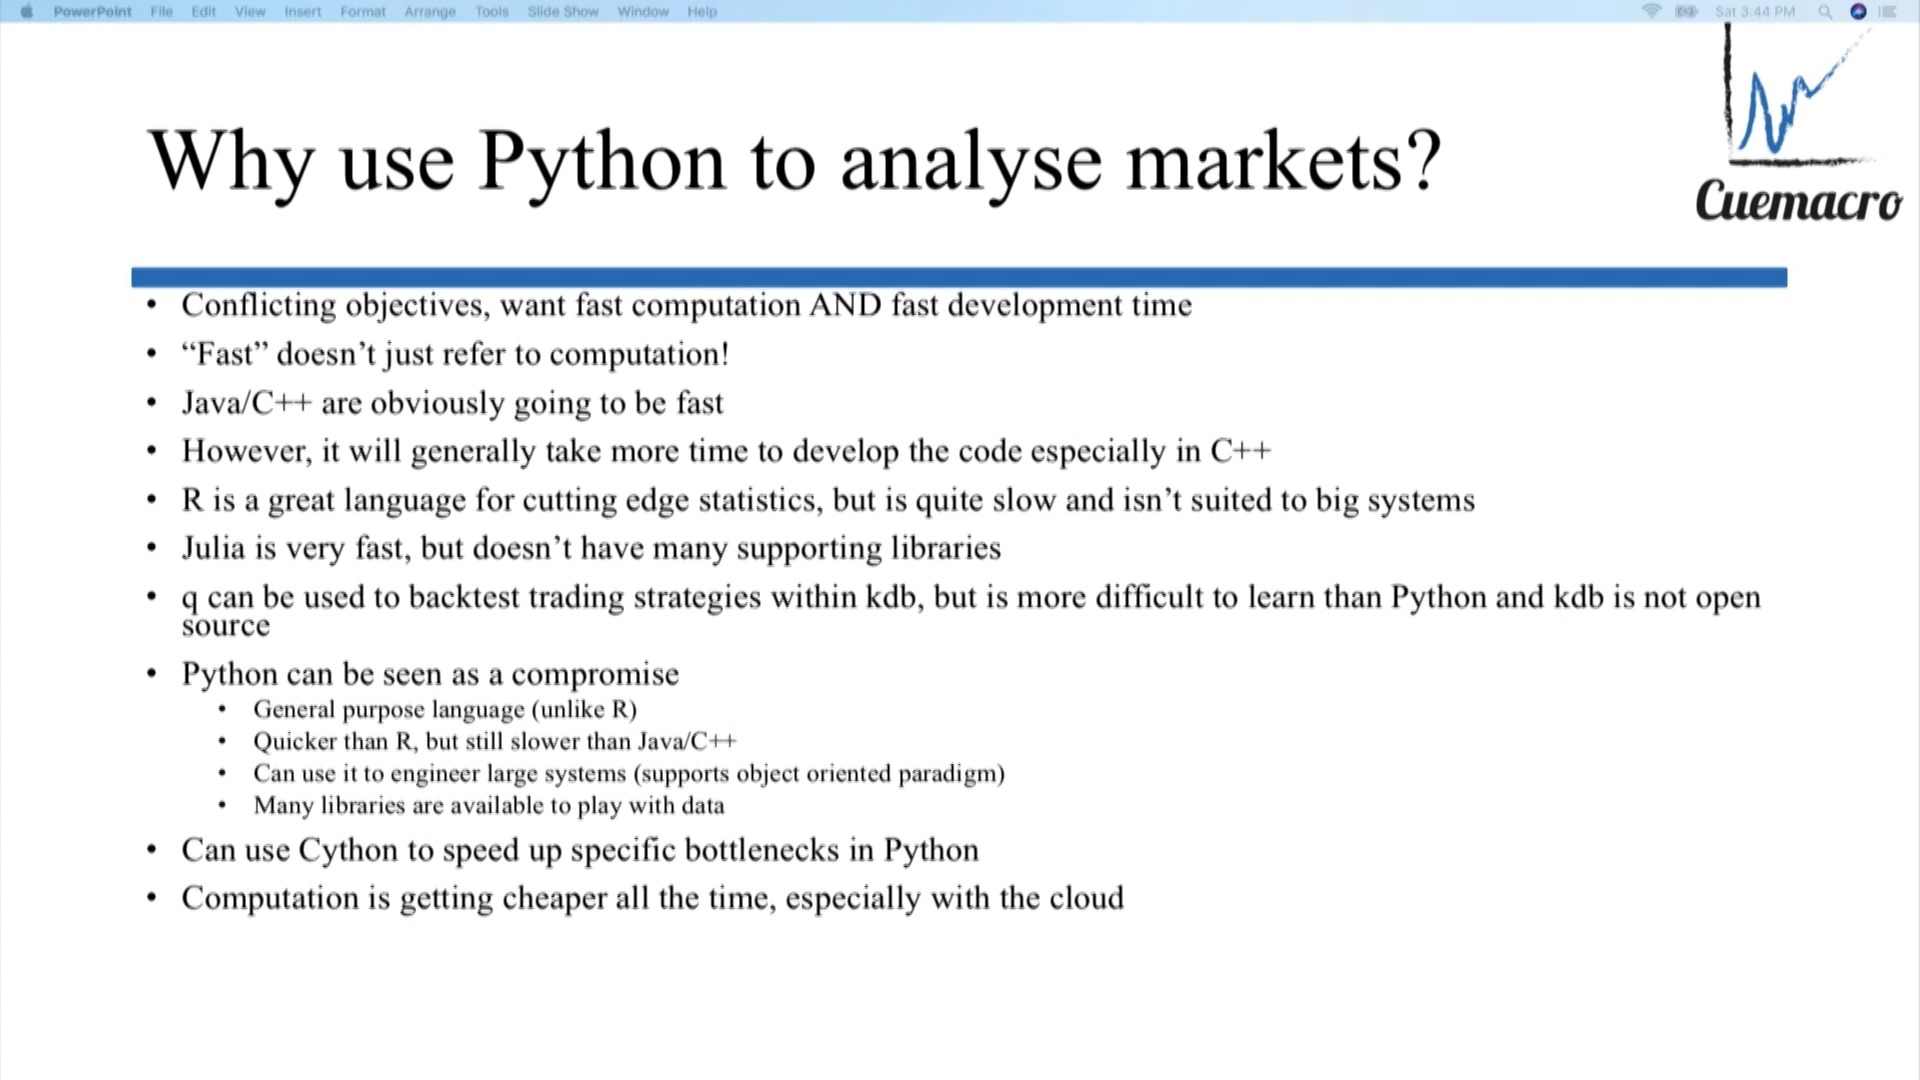 PowerPoint File Edit View Insert Format Arrange Tools Slide Show Window Help Sat 3:44 PM
Cuemacro
Why use Python to analyse markets?
• Conflicting objectives, want fast computation AND fast development time
• “Fast” doesn’t just refer to computation!
• Java/C++ are obviously going to be fast
• However, it will generally take more time to develop the code especially in C++
• R is a great language for cutting edge statistics, but is quite slow and isn’t suited to big systems
• Julia is very fast, but doesn’t have many supporting libraries
• q can be used to backtest trading strategies within kdb, but is more difficult to learn than Python and kdb is not open
source
• Python can be seen as a compromise
• General purpose language (unlike R)
• Quicker than R, but still slower than Java/C++
• Can use it to engineer large systems (supports object oriented paradigm)
• Many libraries are available to play with data
• Can use Cython to speed up specific bottlenecks in Python
• Computation is getting cheaper all the time, especially with the cloud